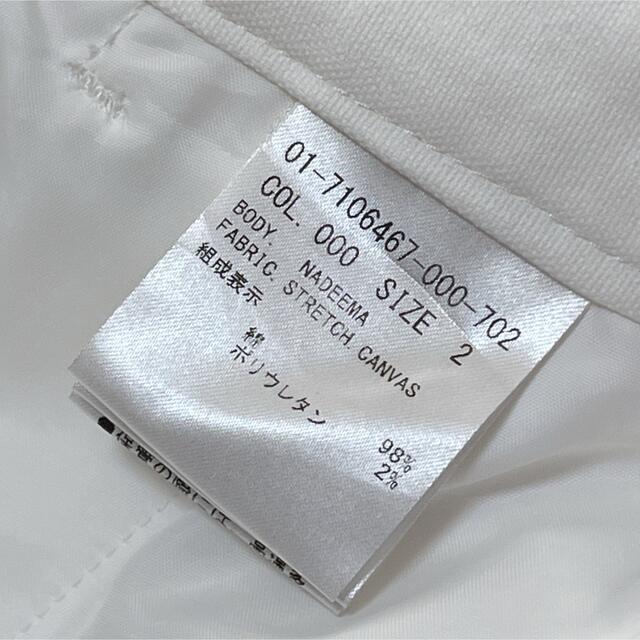 01-7106467-000-702
COL. 000 SIZE 2
BODY. NADEEMA
FABRIC. STRETCH CANVAS
組成表示
綿 98%
ポリウレタン 2%